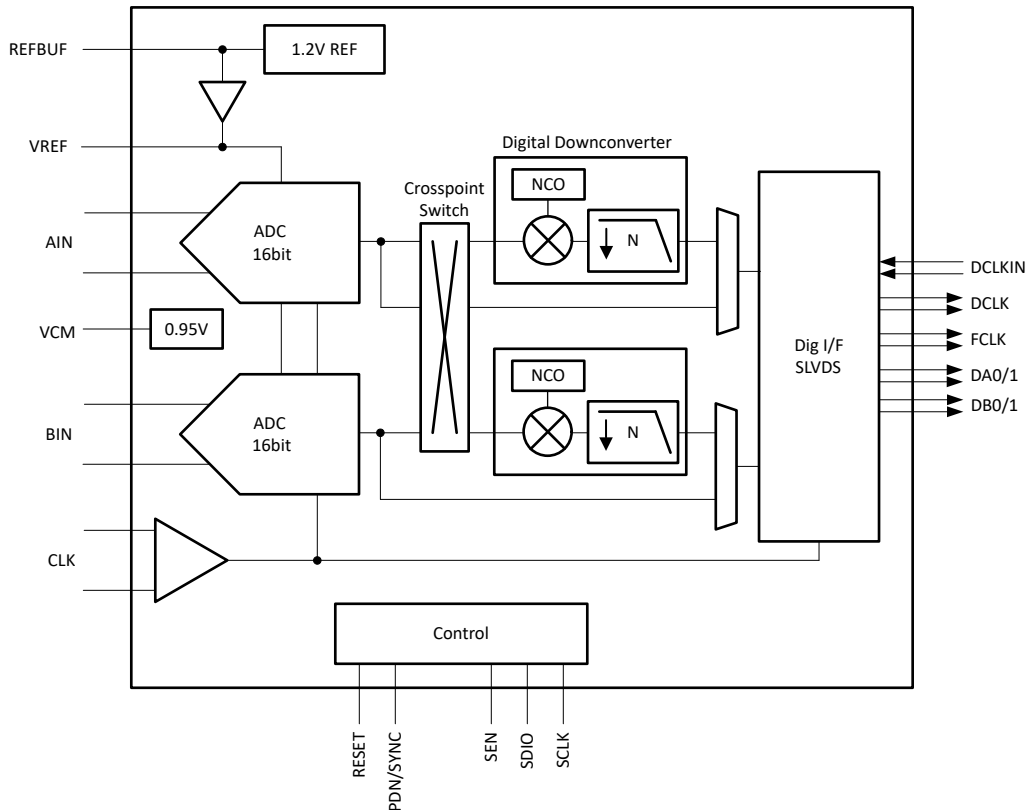 REFBUF
1.2V REF
VREF
Digital Downconverter
NCO
Crosspoint
Switch
ADC
16bit
N
AIN
DCLKIN
DCLK
VCM
0.95V
FCLK
Dig I/F
SLVDS
NCO
DA0/1
DB0/1
ADC
16bit
N
BIN
CLK
Control
RESET
PDN/SYNC
SEN
SDIO
SCLK